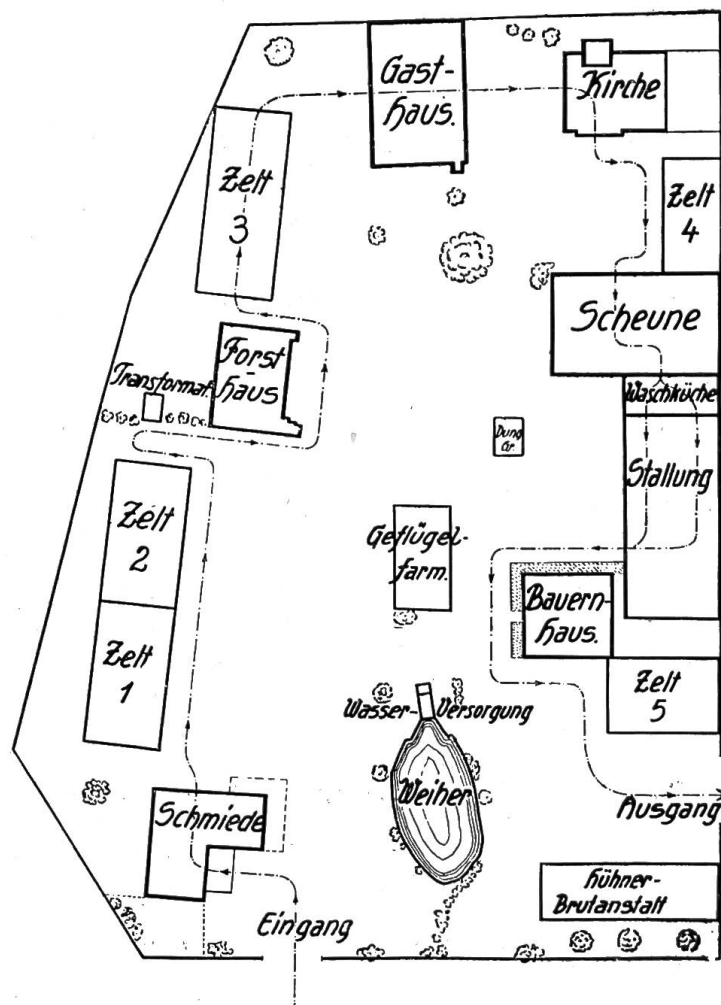 Gast-
haus.
Kirche
Zelt
3
Zelt
4
Scheune
Forst
-
haus
Transformat.
Waschküche
Dung
Gr.
Stallung
Zelt
2
Geflügel-
farm.
Bauern-
haus.
Zelt
1
Zelt
5
Wasser-Versorgung
Weiher
Schmiede
Ausgang
Hühner-
Brutanstalt
Eingang